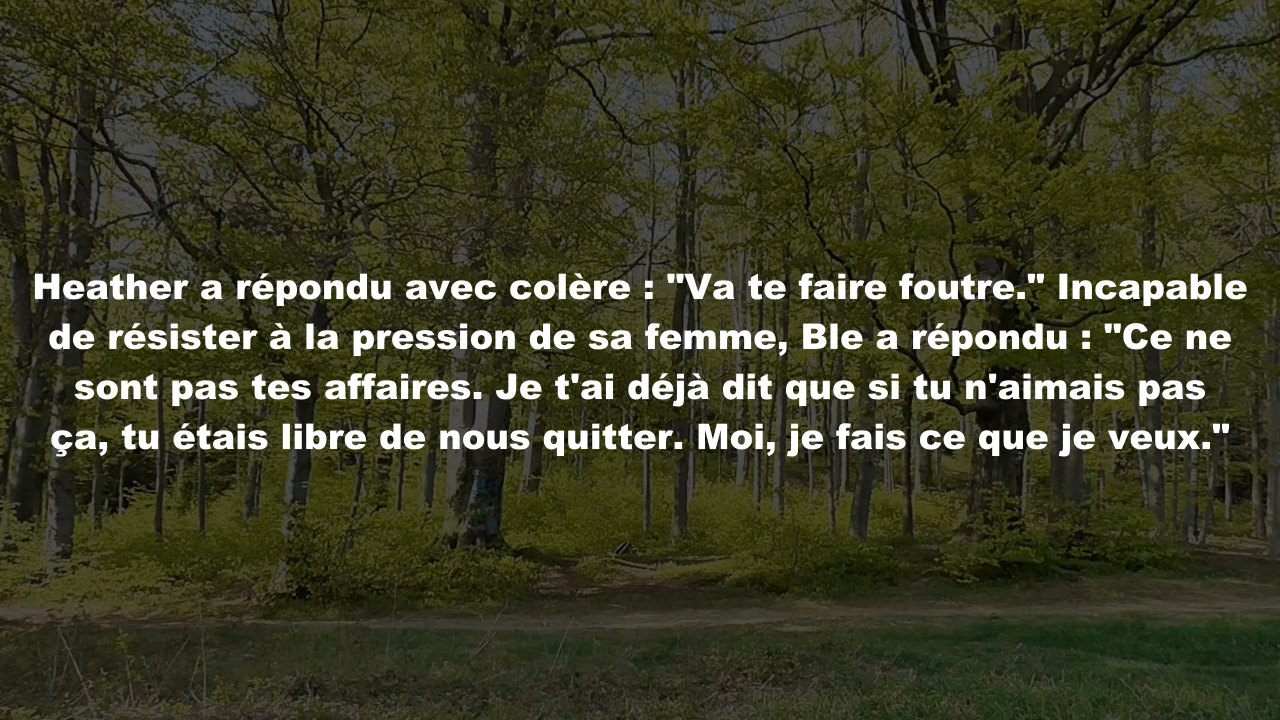 Heather a répondu avec colère : "Va te faire foutre." Incapable
de résister à la pression de sa femme, Ble a répondu : "Ce ne
sont pas tes affaires. Je t'ai déjà dit que si tu n'aimais pas
ça, tu étais libre de nous quitter. Moi, je fais ce que je veux."